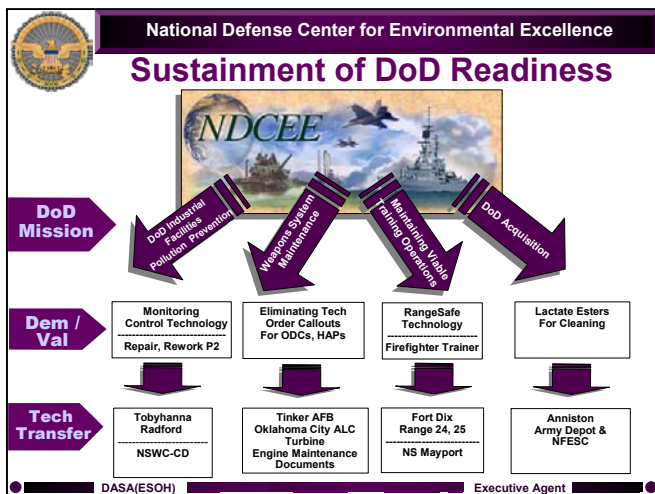 National Defense Center for Environmental Excellence
Sustainment of DoD Readiness
NDCEE
DoD
Mission
DoD Industrial
Facilities
Pollution Prevention
Weapons System
Maintenance
Maintaining Viable
Training Operations
DoD Acquisition
Dem /
Val
Monitoring
Control Technology
-----------------------------
Repair, Rework P2
Eliminating Tech
Order Callouts
For ODCs, HAPs
RangeSafe
Technology
-----------------------------
Firefighter Trainer
Lactate Esters
For Cleaning
Tech
Transfer
Tobyhanna
Radford
------------------------
NSWC-CD
Tinker AFB
Oklahoma City ALC
Turbine
Engine Maintenance
Documents
Fort Dix
Range 24, 25
------------------------
NS Mayport
Anniston
Army Depot &
NFESC
DASA(ESOH)
Executive Agent